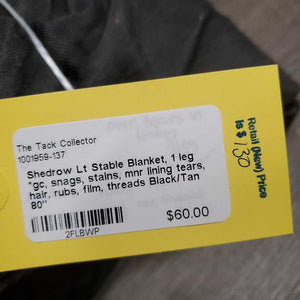 The Tack Collector
1001959-137
Shedrow Lt Stable Blanket, 1 leg
*gc, snags, stains, mnr lining tears,
hair, rubs, film, threads Black/Tan
80"
$60.00
2FLBWP
Retail (New) Price
is $130